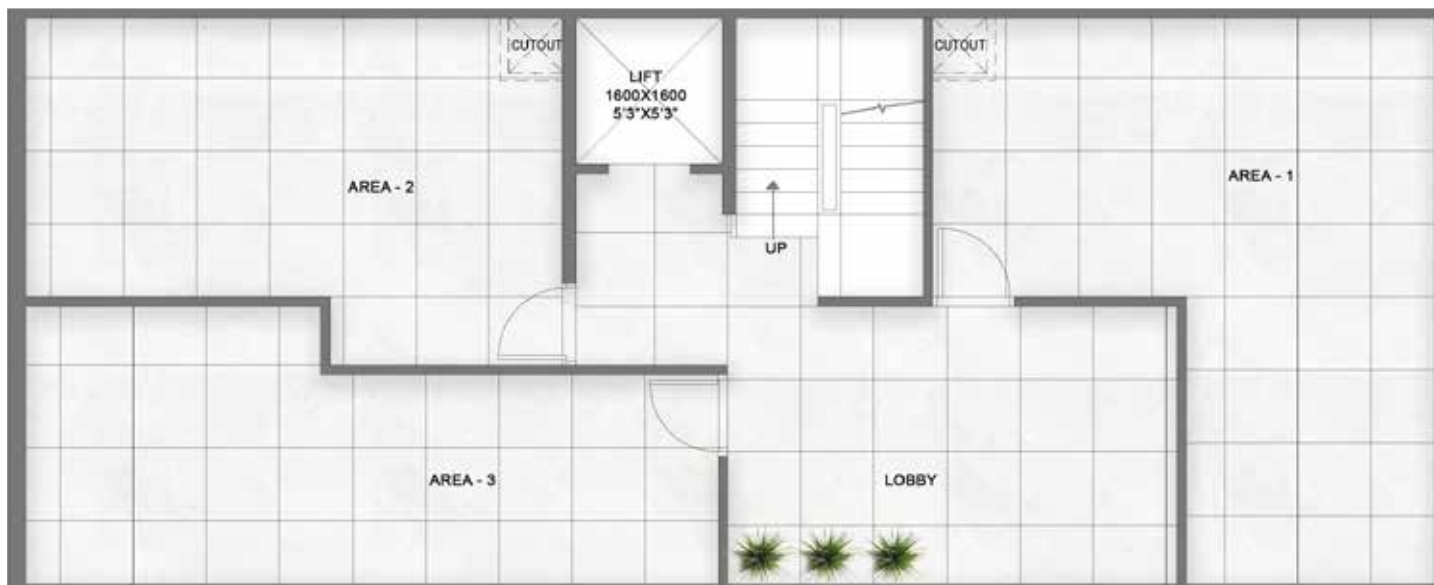 CUTOUT
LIFT
1600X1600
5'3"X5'3"
CUTOUT
AREA - 2
AREA - 1
UP
AREA - 3
LOBBY